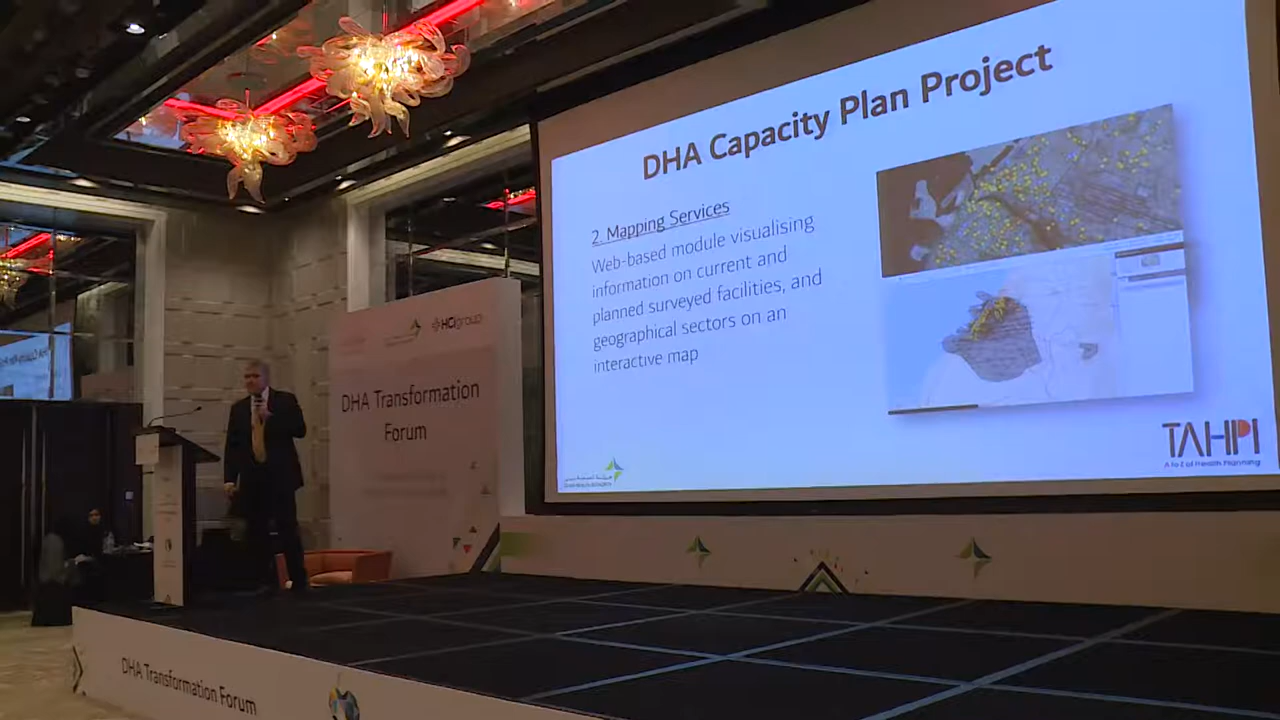 DHA Capacity Plan Project
2. Mapping Services
Web-based module visualising
information on current and
planned surveyed facilities, and
geographical sectors on an
interactive map
TAHPI
A to Z of Health Planning
HCIgroup
DHA Transformation
Forum
DHA Transformation Forum